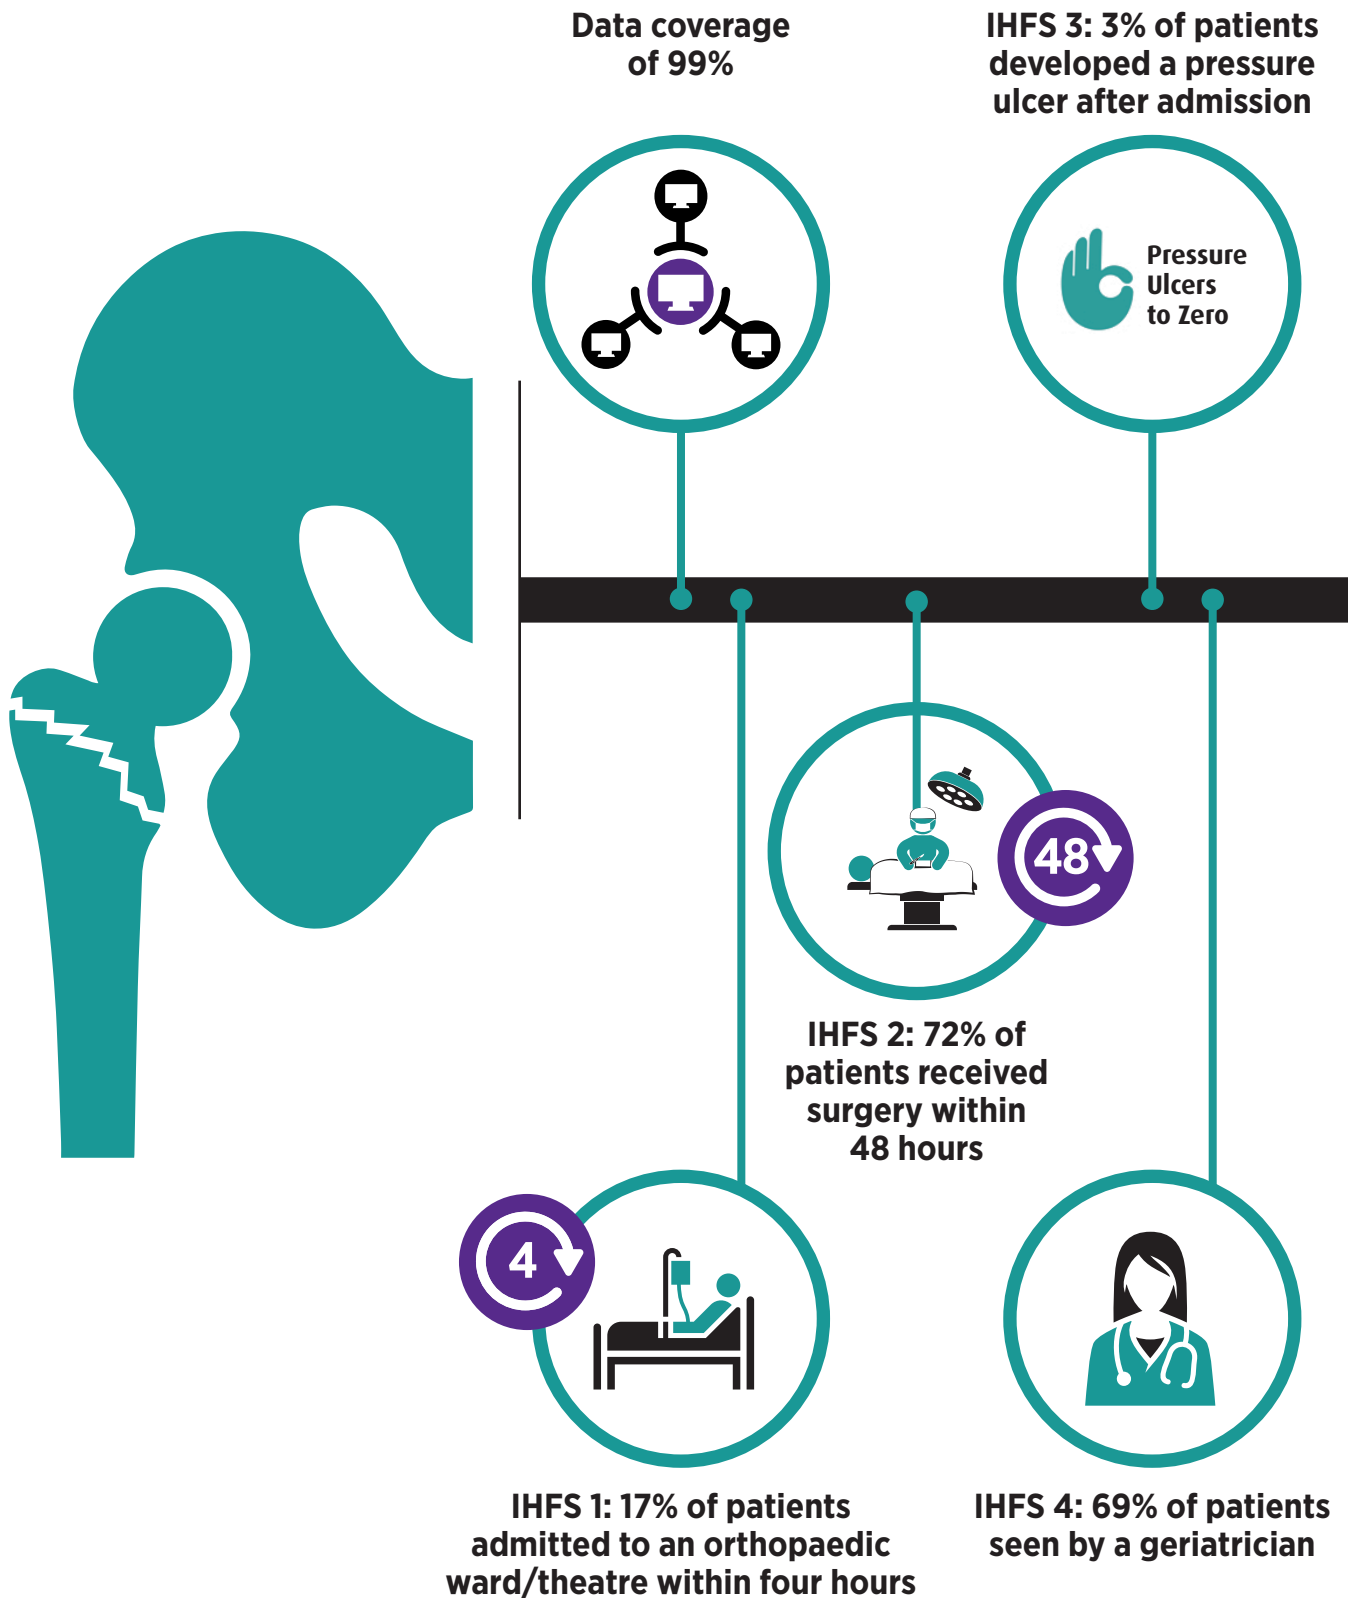 Data coverage
of 99%
IHFS 3: 3% of patients
developed a pressure
ulcer after admission
Pressure
Ulcers
to Zero
48
IHFS 2: 72% of
patients received
surgery within
48 hours
4
IHFS 1: 17% of patients
admitted to an orthopaedic
ward/theatre within four hours
IHFS 4: 69% of patients
seen by a geriatrician